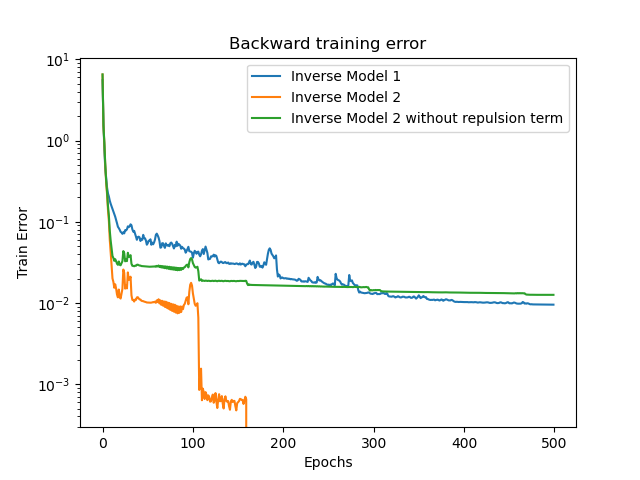 Backward training error
Inverse Model 1
Inverse Model 2
Inverse Model 2 without repulsion term
Train Error
10¹
10⁰
10⁻¹
10⁻²
10⁻³
0 100 200 300 400 500
Epochs